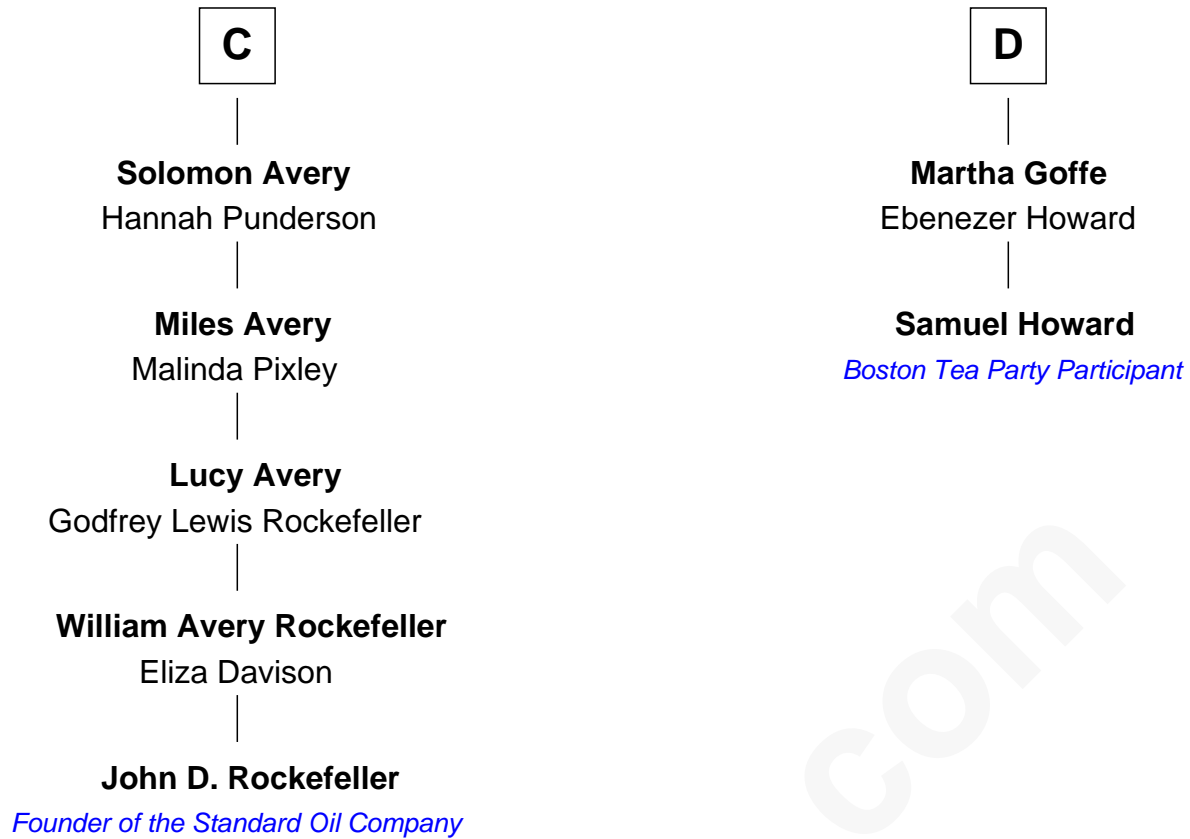 C
Solomon Avery
Hannah Punderson
Miles Avery
Malinda Pixley
Lucy Avery
Godfrey Lewis Rockefeller
William Avery Rockefeller
Eliza Davison
John D. Rockefeller
Founder of the Standard Oil Company
D
Martha Goffe
Ebenezer Howard
Samuel Howard
Boston Tea Party Participant
com